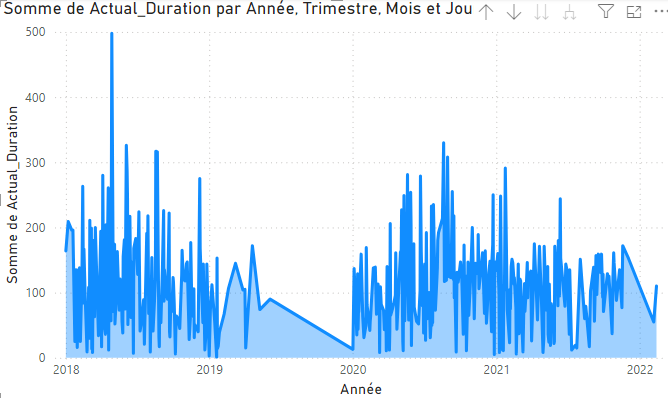 Somme de Actual_Duration par Année, Trimestre, Mois et Jou
500
400
300
200
100
0
Somme de Actual_Duration
2018 2019 2020 2021 2022
Année